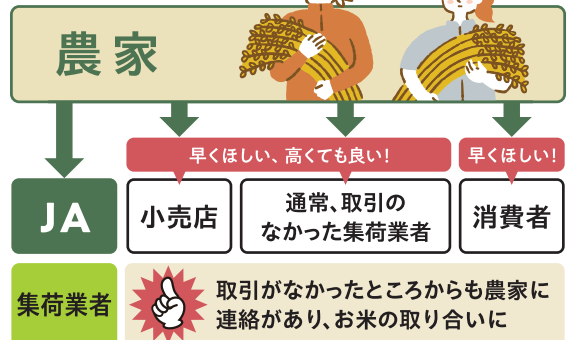 農家
早くほしい、高くても良い!
早くほしい!
JA
小売店
通常、取引の
なかった集荷業者
消費者
集荷業者
取引がなかったところからも農家に
連絡があり、お米の取り合いに